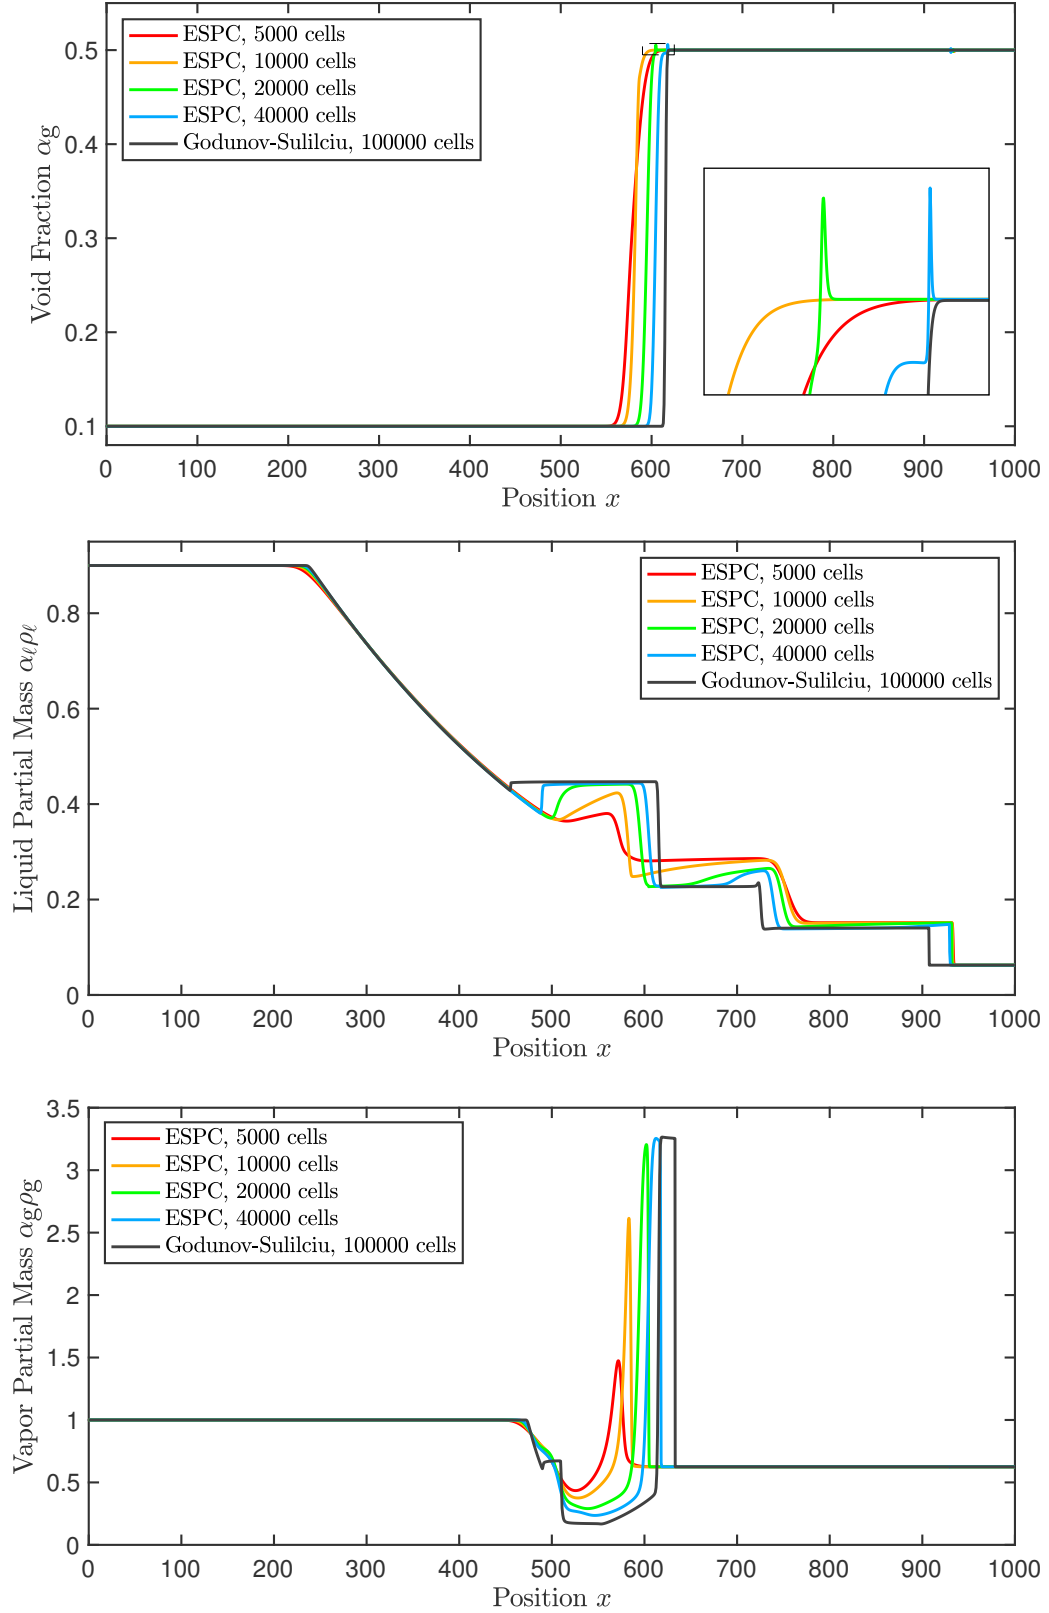 ESPC, 5000 cells
ESPC, 10000 cells
ESPC, 20000 cells
ESPC, 40000 cells
Godunov-Sulilciu, 100000 cells
Void Fraction αg
0.5
0.4
0.3
0.2
0.1
0 100 200 300 400 500 600 700 800 900 1000
Position x
ESPC, 5000 cells
ESPC, 10000 cells
ESPC, 20000 cells
ESPC, 40000 cells
Godunov-Sulilciu, 100000 cells
Liquid Partial Mass αℓρℓ
0.8
0.6
0.4
0.2
0
0 100 200 300 400 500 600 700 800 900 1000
Position x
ESPC, 5000 cells
ESPC, 10000 cells
ESPC, 20000 cells
ESPC, 40000 cells
Godunov-Sulilciu, 100000 cells
Vapor Partial Mass αgρg
3.5
3
2.5
2
1.5
1
0.5
0
0 100 200 300 400 500 600 700 800 900 1000
Position x